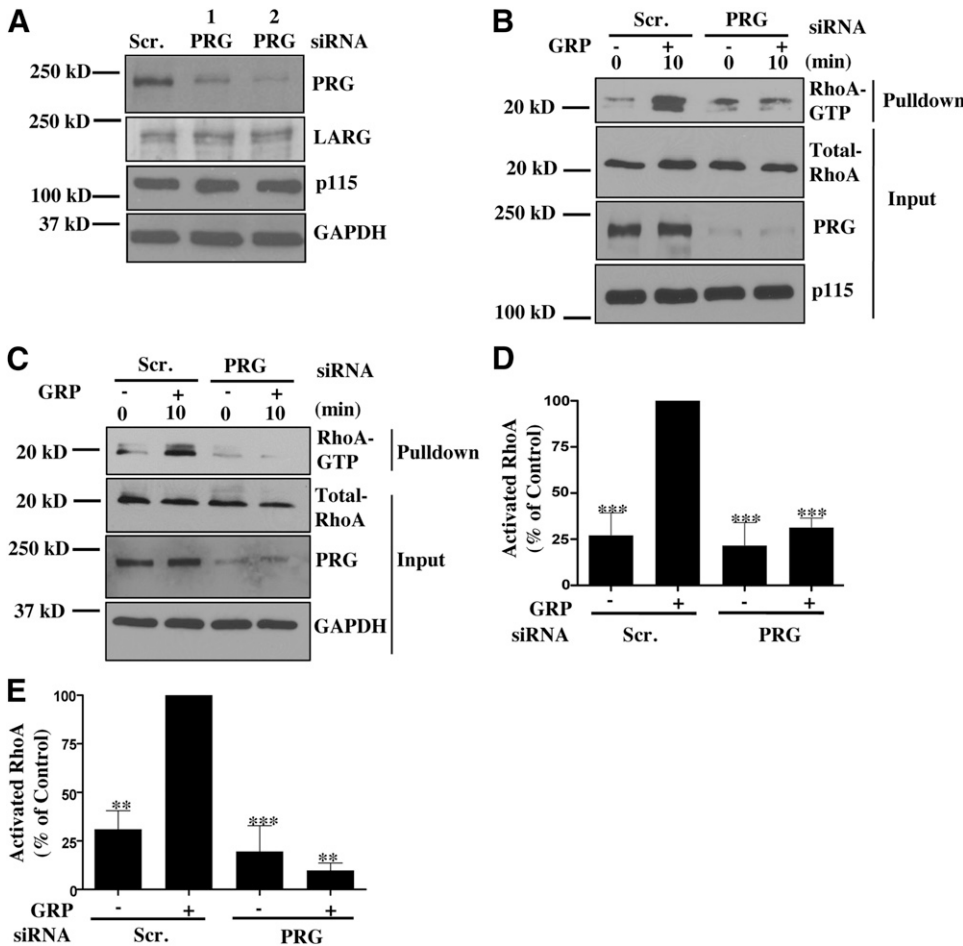 A
1 2
Scr. PRG PRG siRNA
250 kD
PRG
250 kD
LARG
p115
100 kD
37 kD
GAPDH
B
Scr. PRG siRNA
GRP - + - +
0 10 0 10 (min)
20 kD
RhoA-
GTP
Pulldown
20 kD
Total-
RhoA
Input
250 kD
PRG
p115
100 kD
C
Scr. PRG siRNA
GRP - + - +
0 10 0 10 (min)
20 kD
RhoA-
GTP
Pulldown
20 kD
Total-
RhoA
250 kD
PRG
Input
37 kD
GAPDH
D
Activated RhoA
(% of Control)
100
75
50
25
0
*** *** ***
- + - +
GRP
siRNA Scr. PRG
E
Activated RhoA
(% of Control)
100
75
50
25
0
** *** **
GRP - + - +
siRNA Scr. PRG